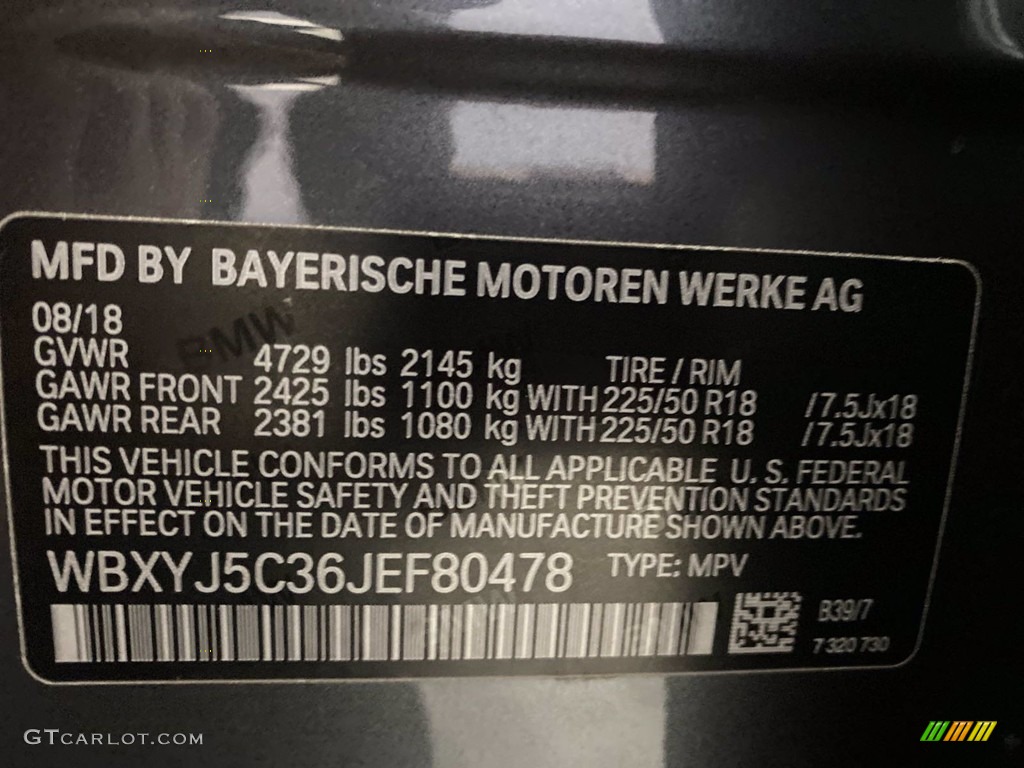 MFD BY BAYERISCHE MOTOREN WERKE AG
08/18
GVWR 4729 lbs 2145 kg TIRE / RIM
GAWR FRONT 2425 lbs 1100 kg WITH 225/50 R18 /7.5Jx18
GAWR REAR 2381 lbs 1080 kg WITH 225/50 R18 /7.5Jx18
THIS VEHICLE CONFORMS TO ALL APPLICABLE U. S. FEDERAL
MOTOR VEHICLE SAFETY AND THEFT PREVENTION STANDARDS
IN EFFECT ON THE DATE OF MANUFACTURE SHOWN ABOVE.
WBXYJ5C36JEF80478 TYPE: MPV
B39/7
7 320 730
BMW
GTCARLOT.COM